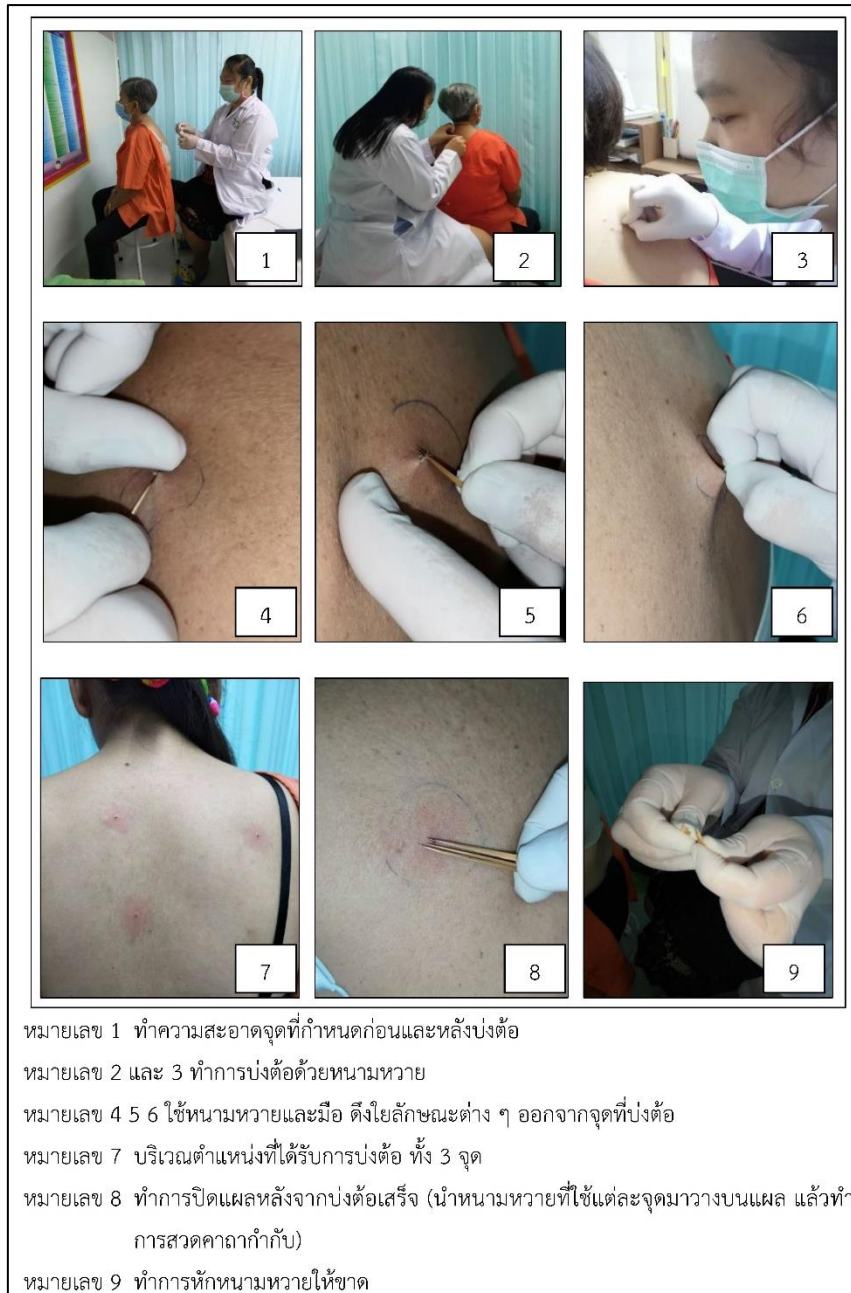 1
2
3
4
5
6
7
8
9
หมายเลข 1 ทำความสะอาดจุดที่กำหนดก่อนและหลังบ่งต้อ
หมายเลข 2 และ 3 ทำการบ่งต้อด้วยหนามหวาย
หมายเลข 4 5 6 ใช้หนามหวายและมือ ดึงใยลักษณะต่าง ๆ ออกจากจุดที่บ่งต้อ
หมายเลข 7 บริเวณตำแหน่งที่ได้รับการบ่งต้อ ทั้ง 3 จุด
หมายเลข 8 ทำการปิดแผลหลังจากบ่งต้อเสร็จ (นำหนามหวายที่ใช้แต่ละจุดมาวางบนแผล แล้วทำ
การสวดคาถากำกับ)
หมายเลข 9 ทำการหักหนามหวายให้ขาด